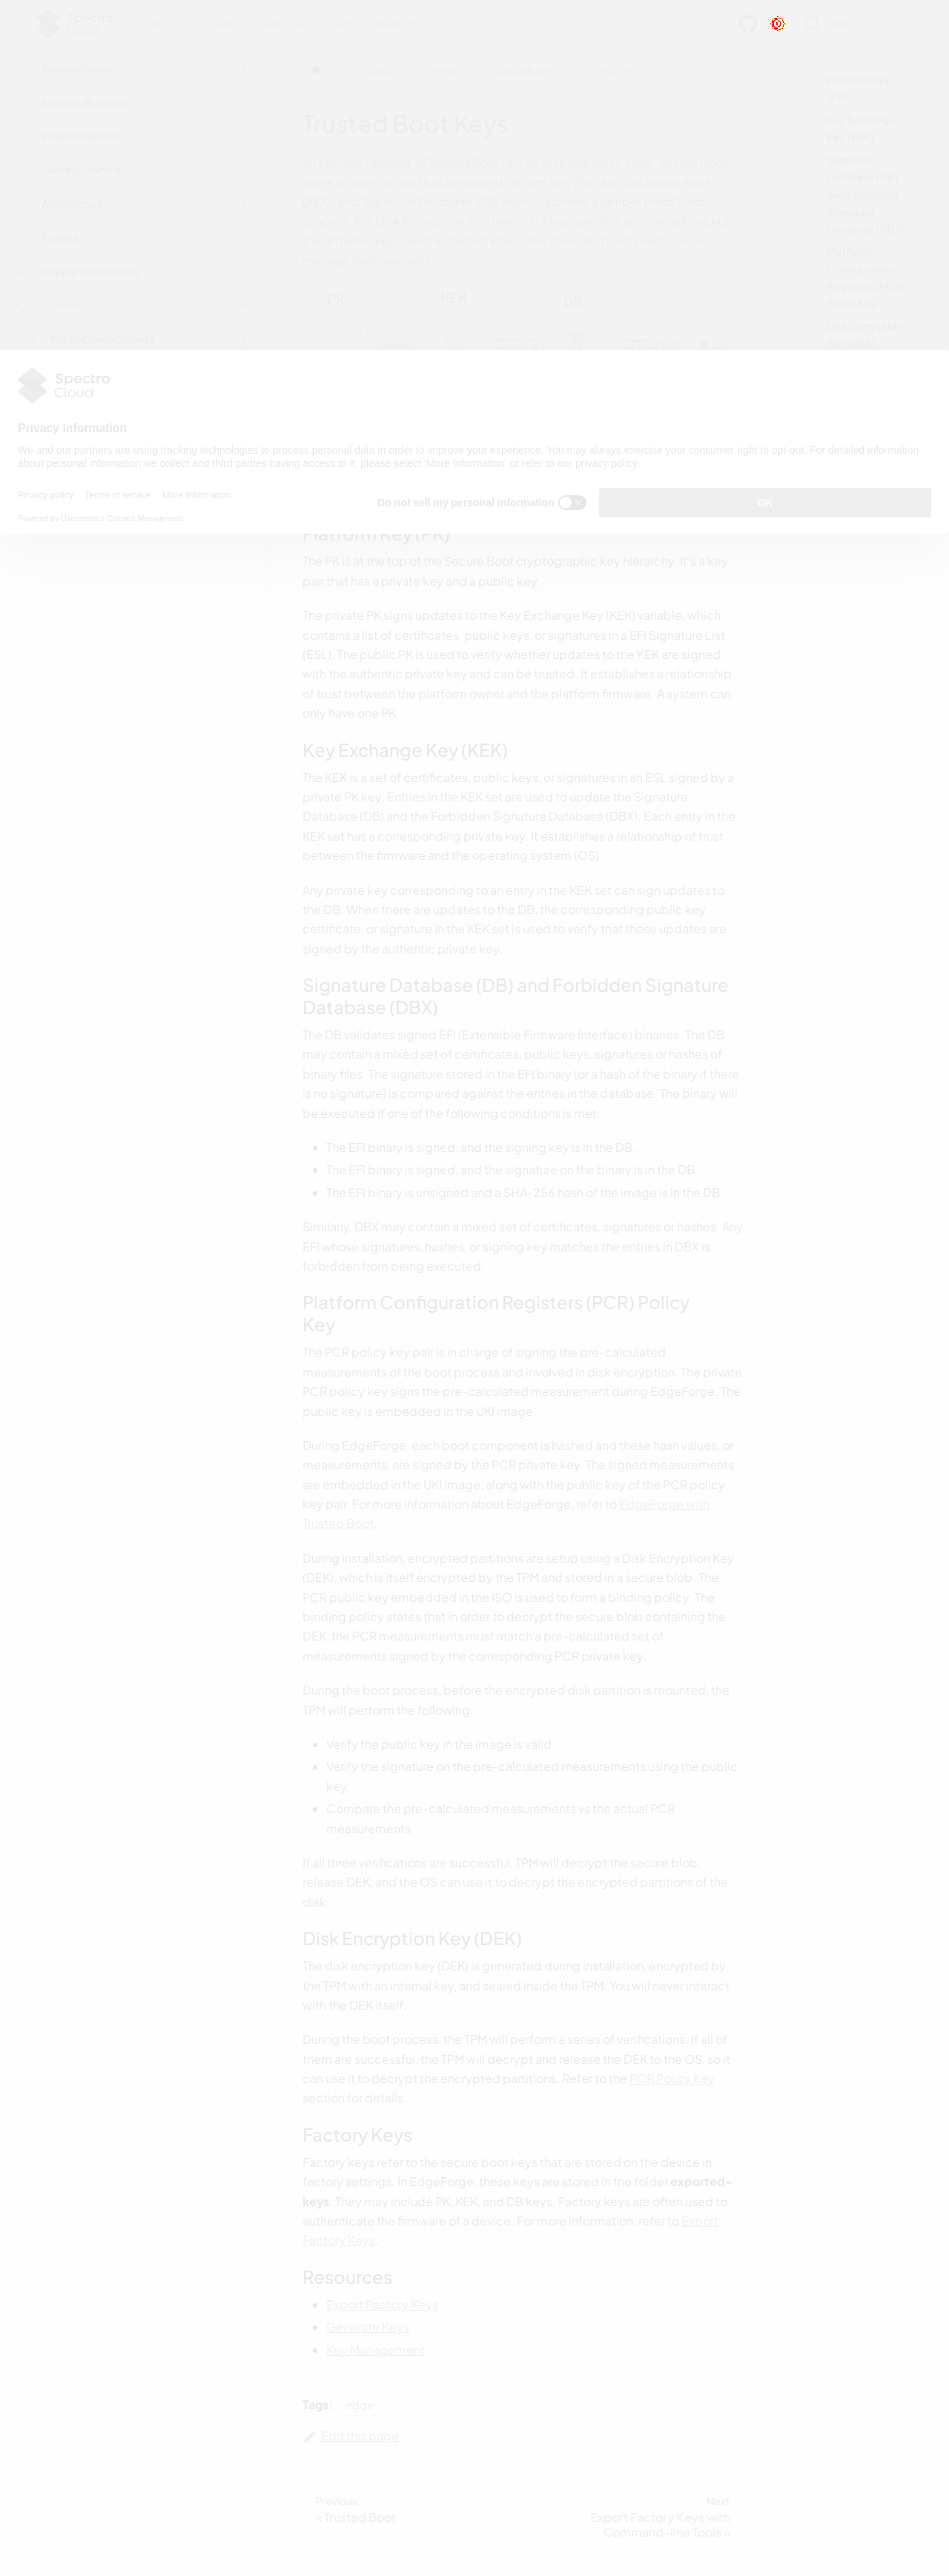 Spectro
Cloud
Release Notes
Security Bulletins
What is Palette?
Getting Started
Architecture
Profiles
Deployment Modes
Clusters
Public Cloud Clusters
Trusted Boot Keys
All security features of Trusted Boot rely on cryptographic keys. Secure Boot
relies on the chain of trust between Platform Key (PK), Key Exchange Keys
(KEK), and Signature Database (DB) keys to achieve a tamper proof boot
process. Full Disk Encryption also relies on a key pair. This section talks about
the different keys used in Trusted Boot, their roles, and best practices to
manage them securely.
PK
KEK
DB
Platform Key
(PK)
Key Exchange
Key (KEK)
Signature
Database (DB)
and Forbidden
Signature
Database (DBX)
Platform
Configuration
Registers (PCR)
Policy Key
Disk Encryption
Key (DEK)
Spectro
Cloud
Privacy Information
We and our partners are using tracking technologies to process personal data in order to improve your experience. You may always exercise your consumer right to opt-out. For detailed information
about personal information we collect and third parties having access to it, please select 'More Information' or refer to our privacy policy.
Privacy policy
Terms of service
More Information
Do not sell my personal information
OK
Powered by Usercentrics Consent Management
Platform Key (PK)
The PK is at the top of the Secure Boot cryptographic key hierarchy. It's a key
pair that has a private key and a public key.
The private PK signs updates to the Key Exchange Key (KEK) variable, which
contains a list of certificates, public keys, or signatures in a EFI Signature List
(ESL). The public PK is used to verify whether updates to the KEK are signed
with the authentic private key and can be trusted. It establishes a relationship
of trust between the platform owner and the platform firmware. A system can
only have one PK.
Key Exchange Key (KEK)
The KEK is a set of certificates, public keys, or signatures in an ESL signed by a
private PK key. Entries in the KEK set are used to update the Signature
Database (DB) and the Forbidden Signature Database (DBX). Each entry in the
KEK set has a corresponding private key. It establishes a relationship of trust
between the firmware and the operating system (OS).
Any private key corresponding to an entry in the KEK set can sign updates to
the DB. When there are updates to the DB, the corresponding public key,
certificate, or signature in the KEK set is used to verify that those updates are
signed by the authentic private key.
Signature Database (DB) and Forbidden Signature
Database (DBX)
The DB validates signed EFI (Extensible Firmware Interface) binaries. The DB
may contain a mixed set of certificates, public keys, signatures or hashes of
binary files. The signature stored in the EFI binary (or a hash of the binary if there
is no signature) is compared against the entries in the database. The binary will
be executed if one of the following conditions is met:
The EFI binary is signed, and the signing key is in the DB.
The EFI binary is signed, and the signature on the binary is in the DB.
The EFI binary is unsigned and a SHA-256 hash of the image is in the DB.
Similarly, DBX may contain a mixed set of certificates, signatures or hashes. Any
EFI whose signatures, hashes, or signing key matches the entries in DBX is
forbidden from being executed.
Platform Configuration Registers (PCR) Policy
Key
The PCR policy key pair is in charge of signing the pre-calculated
measurements of the boot process and involved in disk encryption. The private
PCR policy key signs the pre-calculated measurement during EdgeForge. The
public key is embedded in the UKI image.
During EdgeForge, each boot component is hashed and these hash values, or
measurements, are signed by the PCR private key. The signed measurements
are embedded in the UKI image, along with the public key of the PCR policy
key pair. For more information about EdgeForge, refer to EdgeForge with
Trusted Boot.
During installation, encrypted partitions are setup using a Disk Encryption Key
(DEK), which is itself encrypted by the TPM and stored in a secure blob. The
PCR public key embedded in the ISO is used to form a binding policy. The
binding policy states that in order to decrypt the secure blob containing the
DEK, the PCR measurements must match a pre-calculated set of
measurements signed by the corresponding PCR private key.
During the boot process, before the encrypted disk partition is mounted, the
TPM will perform the following:
Verify the public key in the image is valid
Verify the signature on the pre-calculated measurements using the public
key
Compare the pre-calculated measurements vs the actual PCR
measurements
If all three verifications are successful, TPM will decrypt the secure blob,
release DEK, and the OS can use it to decrypt the encrypted partitions of the
disk.
Disk Encryption Key (DEK)
The disk encryption key (DEK) is generated during installation, encrypted by
the TPM with an internal key, and sealed inside the TPM. You will never interact
with the DEK itself.
During the boot process, the TPM will perform a series of verifications. If all of
them are successful, the TPM will decrypt and release the DEK to the OS, so it
can use it to decrypt the encrypted partitions. Refer to the PCR Policy Key
section for details.
Factory Keys
Factory keys refer to the secure boot keys that are stored on the device in
factory settings. In EdgeForge, these keys are stored in the folder exported-
keys. They may include PK, KEK, and DB keys. Factory keys are often used to
authenticate the firmware of a device. For more information, refer to Export
Factory Keys.
Resources
Export Factory Keys
Generate Keys
Key Management
Tags:
edge
Edit this page
Previous
« Trusted Boot
Next
Export Factory Keys with
Command-line Tools »